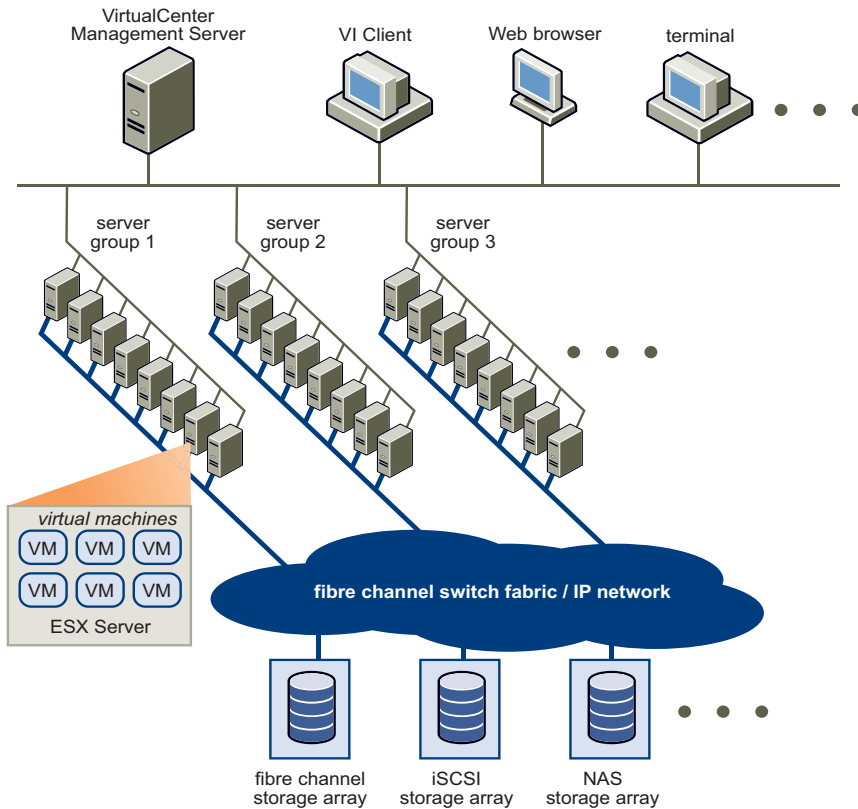 VirtualCenter
Management Server
VI Client
Web browser
terminal
server
group 1
server
group 2
server
group 3
virtual machines
VM VM VM
VM VM VM
ESX Server
fibre channel switch fabric / IP network
fibre channel
storage array
iSCSI
storage array
NAS
storage array